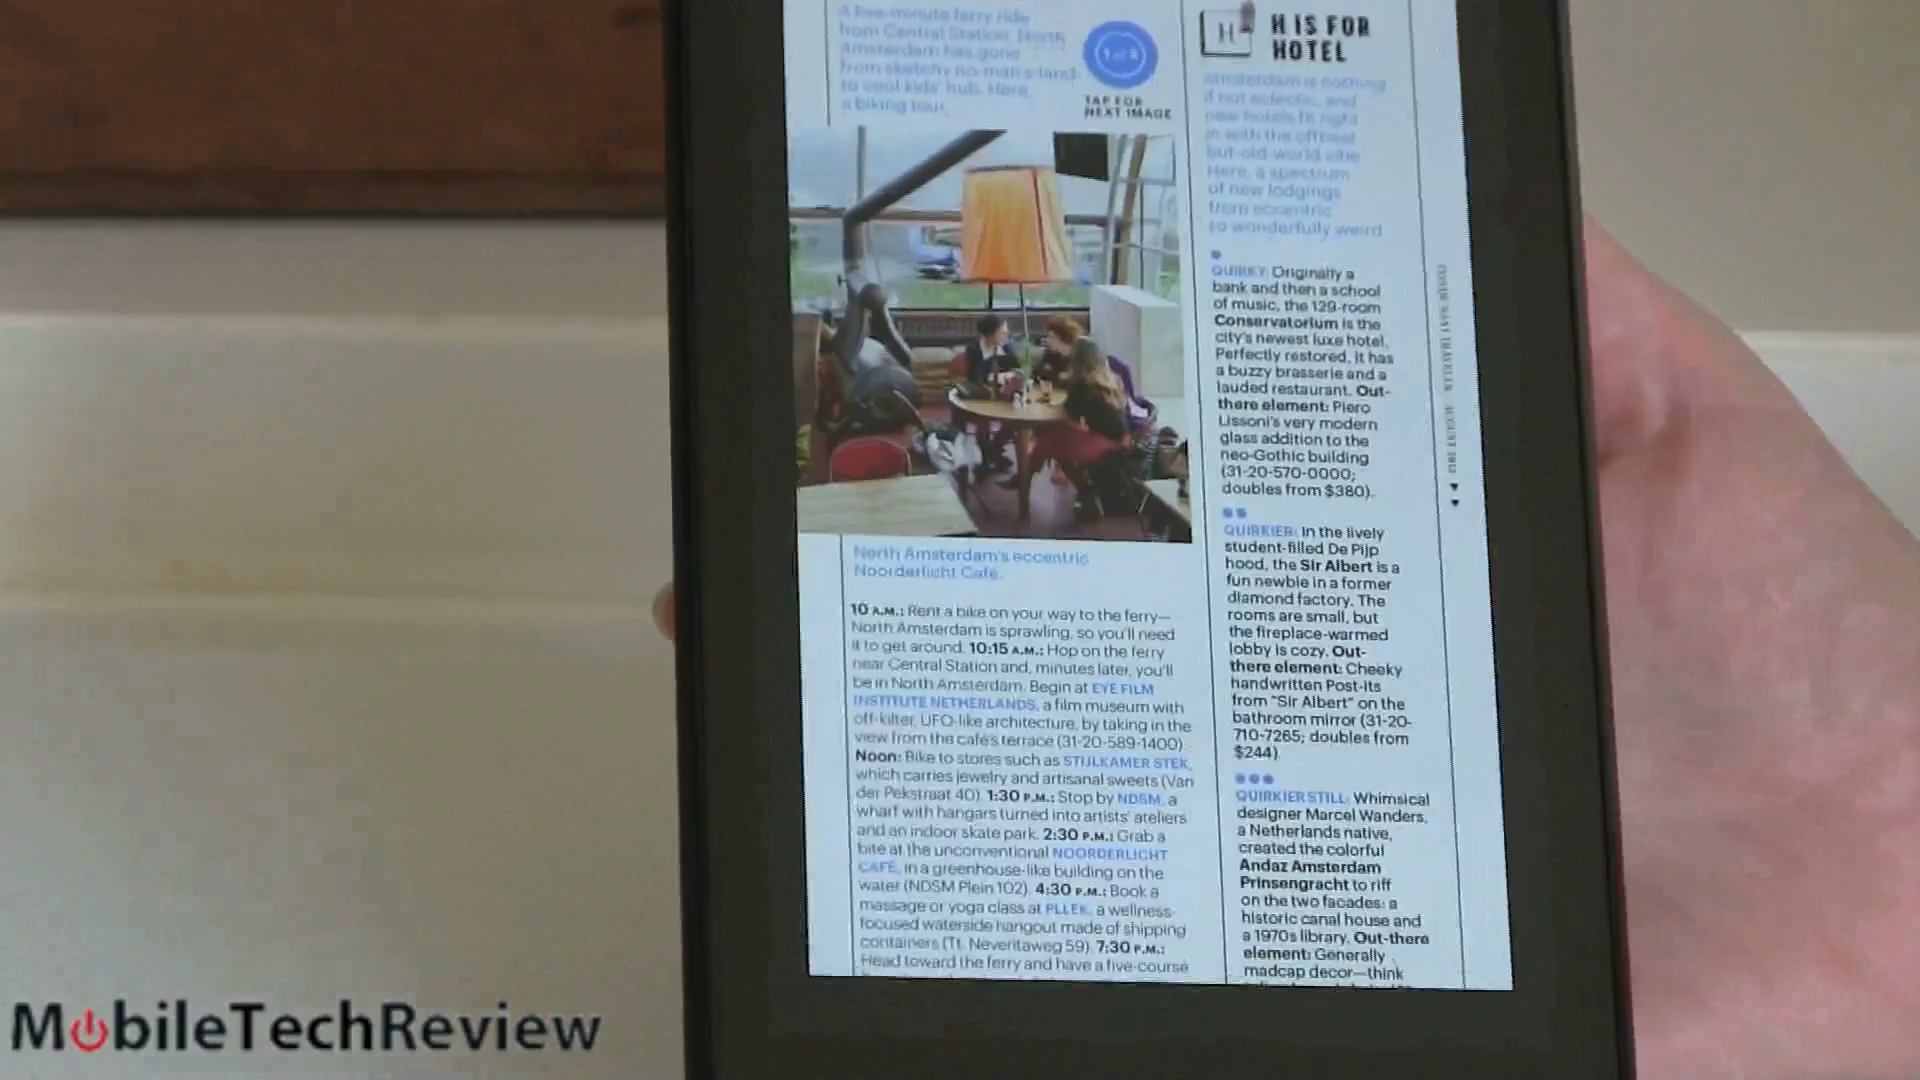 A five-minute ferry ride
from Central Station, North
Amsterdam has gone
from sketchy no-man's-land
to cool kids' hub. Here,
a biking tour.
1 of 4
TAP FOR
NEXT IMAGE
North Amsterdam's eccentric
Noorderlicht Café.
10 A.M.: Rent a bike on your way to the ferry—
North Amsterdam is sprawling, so you'll need
it to get around. 10:15 A.M.: Hop on the ferry
near Central Station and, minutes later, you'll
be in North Amsterdam. Begin at EYE FILM
INSTITUTE NETHERLANDS, a film museum with
off-kilter, UFO-like architecture, by taking in the
view from the café's terrace (31-20-589-1400).
Noon: Bike to stores such as STIJLKAMER STEK,
which carries jewelry and artisanal sweets (Van
der Pekstraat 40). 1:30 P.M.: Stop by NDSM, a
wharf with hangars turned into artists' ateliers
and an indoor skate park. 2:30 P.M.: Grab a
bite at the unconventional NOORDERLICHT
CAFÉ, in a greenhouse-like building on the
water (NDSM Plein 102). 4:30 P.M.: Book a
massage or yoga class at PLLEK, a wellness-
focused waterside hangout made of shipping
containers (Tt. Neveritaweg 59). 7:30 P.M.:
Head toward the ferry and have a five-course
H
H IS FOR
HOTEL
Amsterdam is nothing
if not eclectic, and
new hotels fit right
in with the offbeat
but-old-world vibe
Here, a spectrum
of new lodgings
from eccentric
to wonderfully weird
QUIRKY: Originally a
bank and then a school
of music, the 129-room
Conservatorium is the
city's newest luxe hotel.
Perfectly restored, it has
a buzzy brasserie and a
lauded restaurant. Out-
there element: Piero
Lissoni's very modern
glass addition to the
neo-Gothic building
(31-20-570-0000;
doubles from $380).
QUIRKIER: In the lively
student-filled De Pijp
hood, the Sir Albert is a
fun newbie in a former
diamond factory. The
rooms are small, but
the fireplace-warmed
lobby is cozy. Out-
there element: Cheeky
handwritten Post-its
from "Sir Albert" on the
bathroom mirror (31-20-
710-7265; doubles from
$244).
QUIRKIER STILL: Whimsical
designer Marcel Wanders,
a Netherlands native,
created the colorful
Andaz Amsterdam
Prinsengracht to riff
on the two facades: a
historic canal house and
a 1970s library. Out-there
element: Generally
madcap decor—think
CONDÉ NAST TRAVELER AUGUST 2013
MobileTechReview